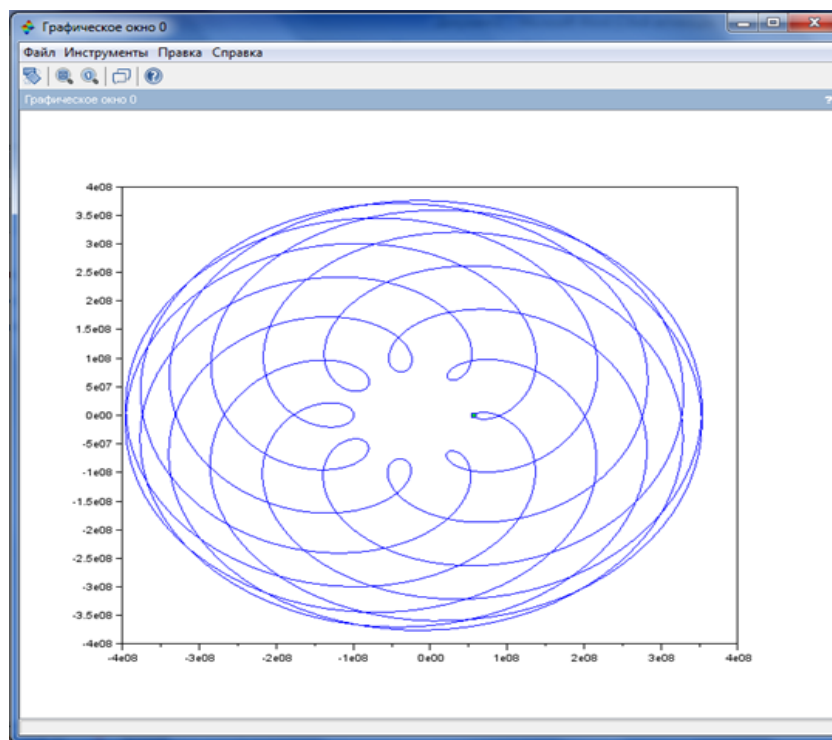 Графическое окно 0
Файл Инструменты Правка Справка
Графическое окно 0 ?
4e08
3.5e08
3e08
2.5e08
2e08
1.5e08
1e08
5e07
0e00
-5e07
-1e08
-1.5e08
-2e08
-2.5e08
-3e08
-3.5e08
-4e08
-4e08 -3e08 -2e08 -1e08 0e00 1e08 2e08 3e08 4e08